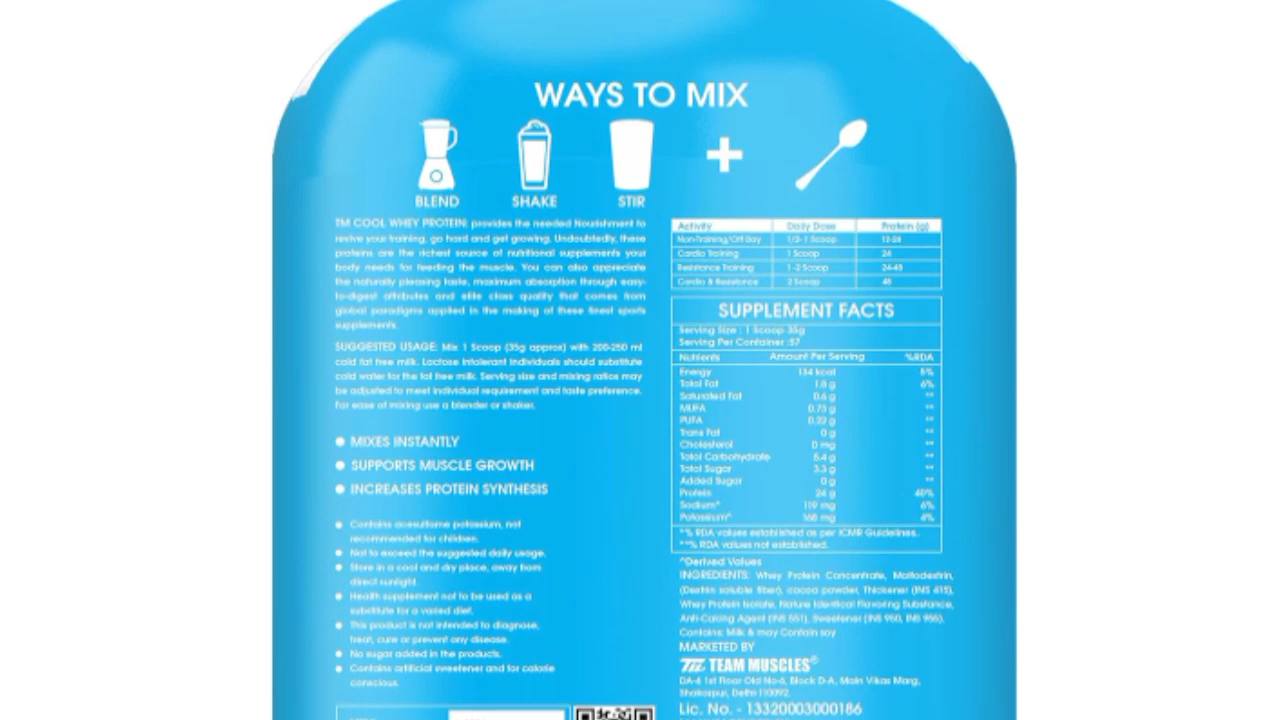 WAYS TO MIX
BLEND
SHAKE
STIR
TM COOL WHEY PROTEIN: provides the needed Nourishment to
revive your training, go hard and get growing. Undoubtedly, these
proteins are the richest source of nutritional supplements your
body needs for feeding the muscle. You can also appreciate
the naturally pleasing taste, maximum absorption through easy-
to-digest attributes and elite class quality that comes from
global paradigms applied in the making of these finest sports
supplements.
SUGGESTED USAGE: Mix 1 Scoop (35g approx) with 200-250 ml
cold fat free milk. Lactose intolerant individuals should substitute
cold water for the fat free milk. Serving size and mixing ratios may
be adjusted to meet individual requirement and taste preference.
For ease of mixing use a blender or shaker.
MIXES INSTANTLY
SUPPORTS MUSCLE GROWTH
INCREASES PROTEIN SYNTHESIS
Contains acesulfame potassium, not
recommended for children.
Not to exceed the suggested daily usage.
Store in a cool and dry place, away from
direct sunlight.
Health supplement not to be used as a
substitute for a varied diet.
This product is not intended to diagnose,
treat, cure or prevent any disease.
No sugar added in the products.
Contains artificial sweetener and for calorie
conscious.
Activity Daily Dose Protein (g)
Non-Training/Off Day 1/2- 1 Scoop
Cardio Training 1 Scoop 24
Resistance Training 1 -2 Scoop 24-48
Cardio & Resistance 2 Scoop 48
SUPPLEMENT FACTS
Serving Size : 1 Scoop 35g
Serving Per Container :57
Nutrients Amount Per Serving %RDA
Energy 134 kcal 5%
Total Fat 1.8 g 6%
Saturated Fat 0.6 g **
MUFA 0.75 g **
PUFA 0.22 g **
Trans Fat 0 g **
Cholesterol 0 mg **
Total Carbohydrate 5.4 g **
Total Sugar 3.3 g **
Added Sugar 0 g **
Protein 24 g 40%
Sodium^ 119 mg 6%
Potassium^ 168 mg 4%
*% RDA values established as per ICMR Guidelines.
**% RDA values not established.
^Derived Values
INGREDIENTS: Whey Protein Concentrate, Maltodextrin,
(Dextrin soluble fiber), cocoa powder, Thickener (INS 415),
Whey Protein Isolate, Nature Identical Flavoring Substance,
Anti-Caking Agent (INS 551), Sweetener (INS 950, INS 955).
Contains: Milk & may Contain soy
MARKETED BY
TM TEAM MUSCLES®
DA-4 1st Floor Old No-6, Block D-A, Main Vikas Marg,
Shakarpur, Delhi-110092.
Lic. No. - 13320003000186